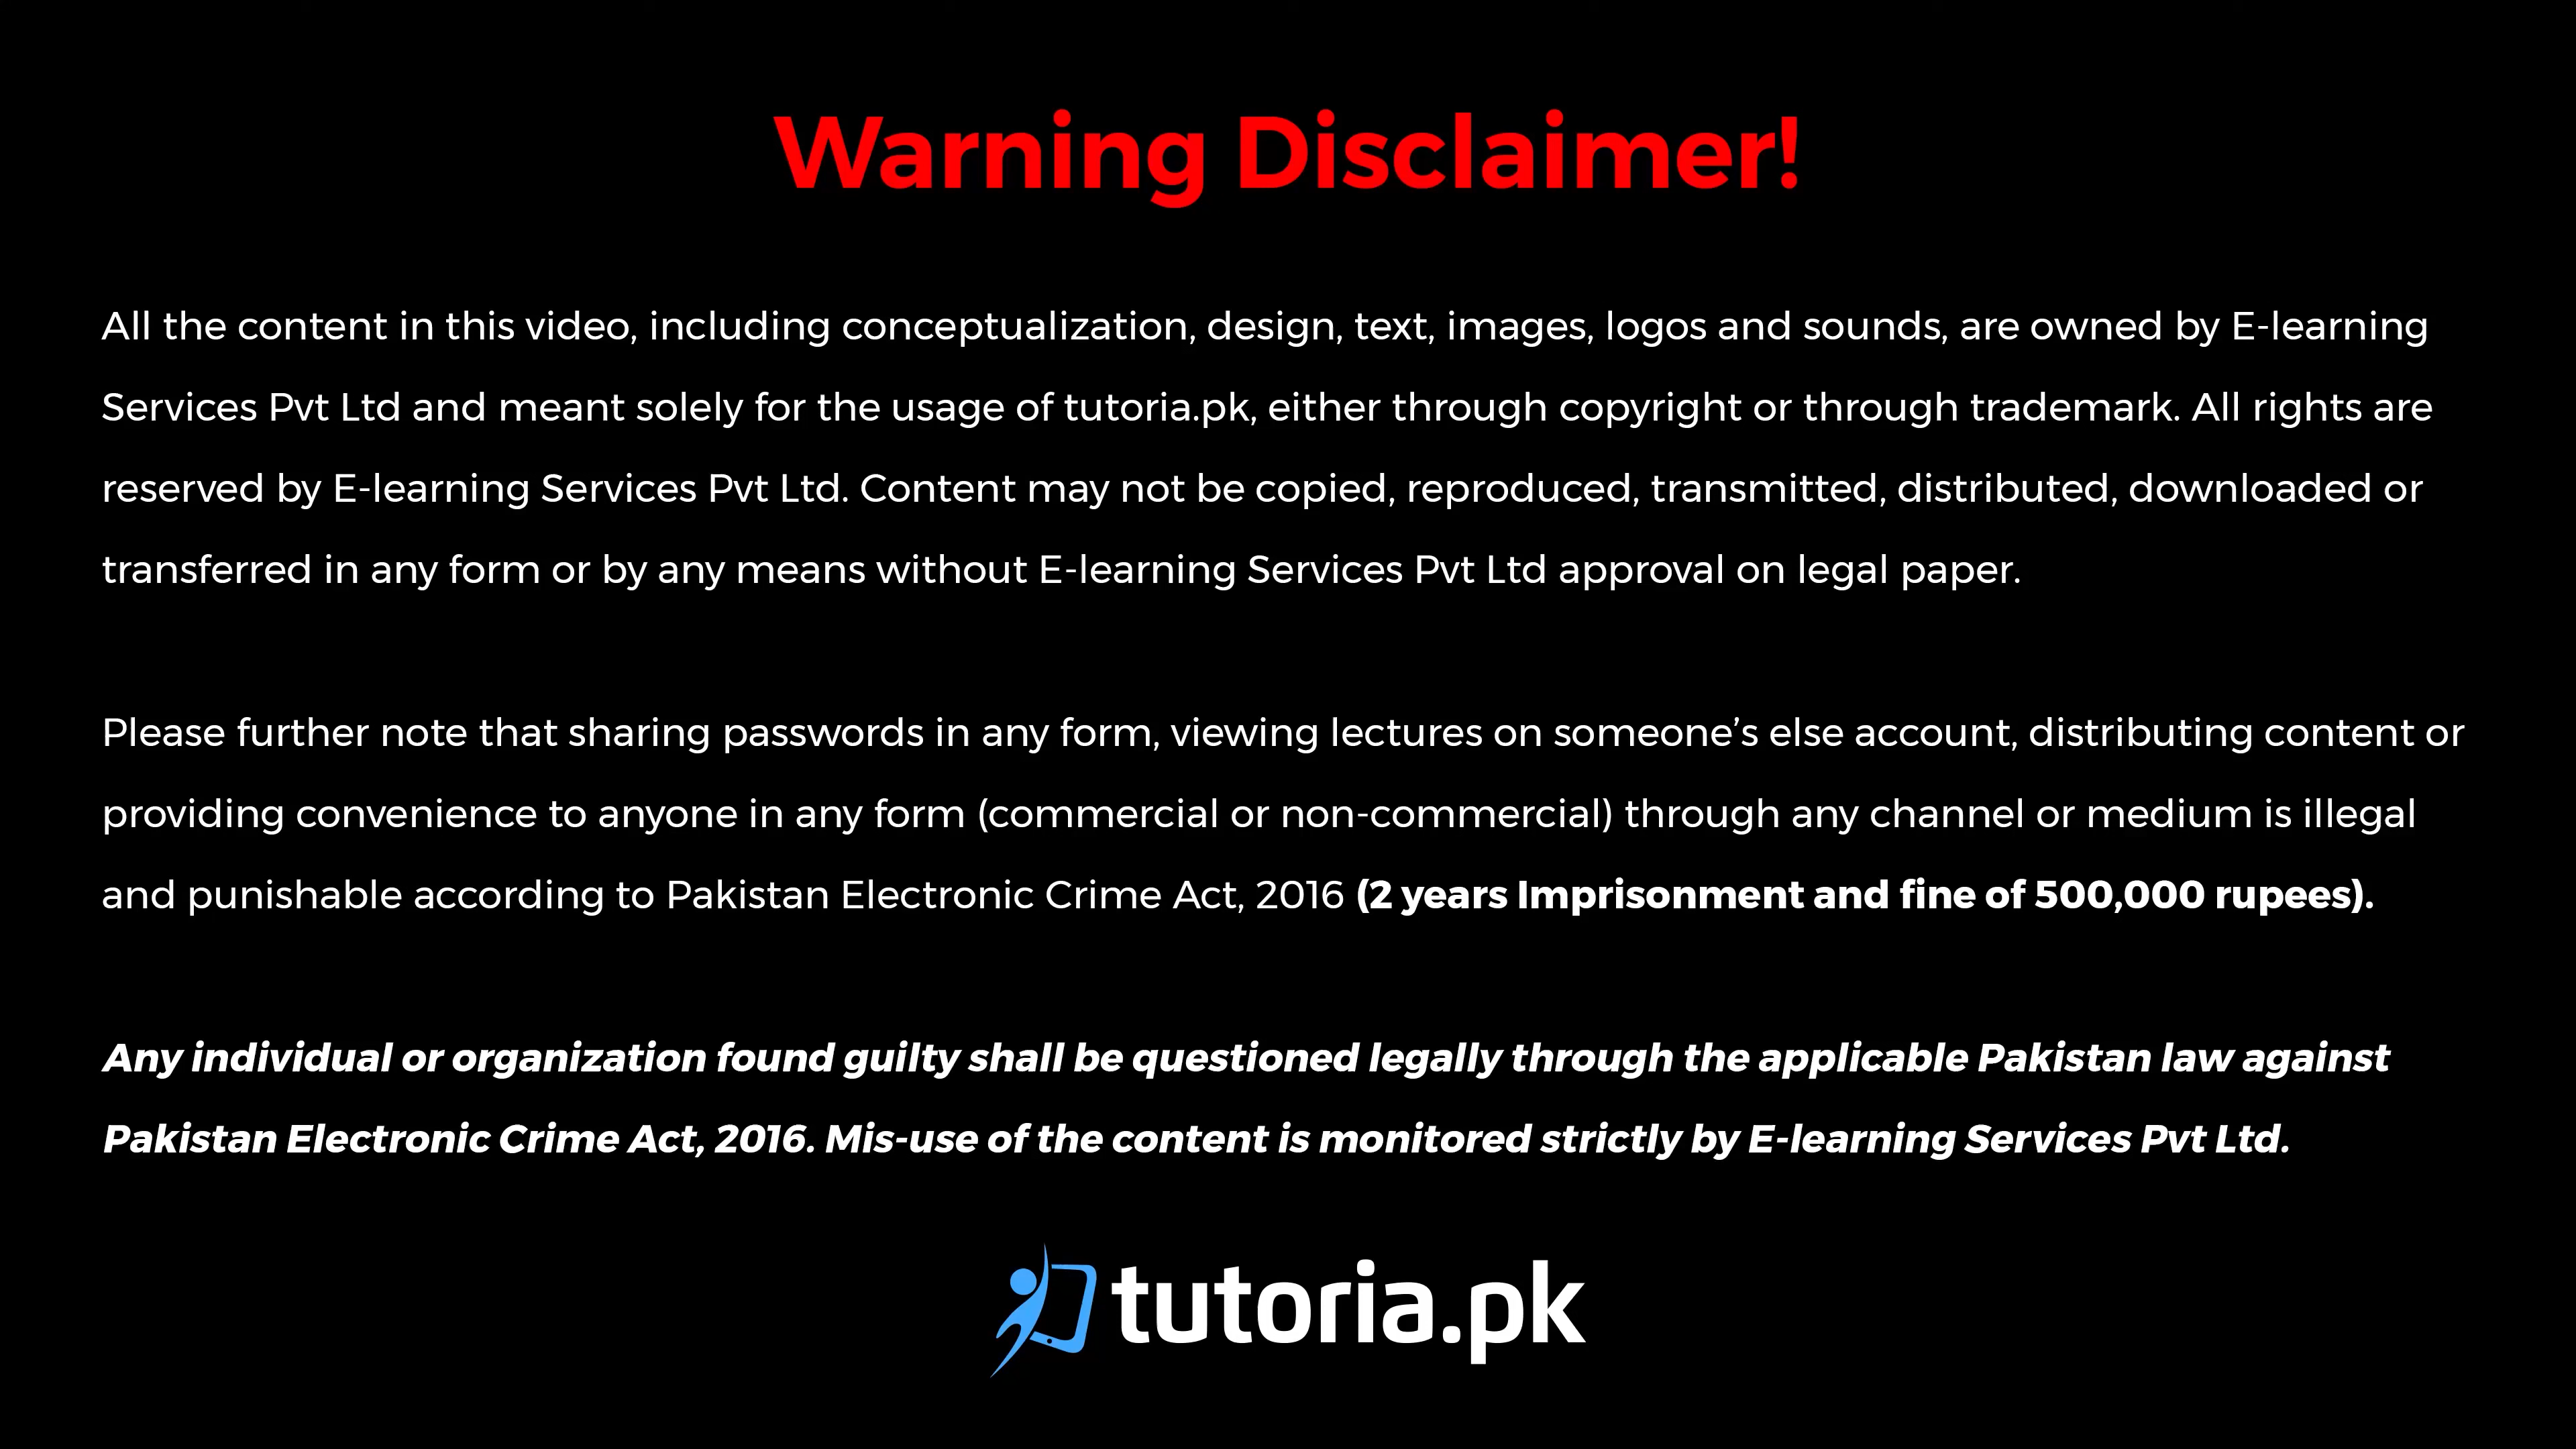 Warning Disclaimer!
All the content in this video, including conceptualization, design, text, images, logos and sounds, are owned by E-learning
Services Pvt Ltd and meant solely for the usage of tutoria.pk, either through copyright or through trademark. All rights are
reserved by E-learning Services Pvt Ltd. Content may not be copied, reproduced, transmitted, distributed, downloaded or
transferred in any form or by any means without E-learning Services Pvt Ltd approval on legal paper.
Please further note that sharing passwords in any form, viewing lectures on someone’s else account, distributing content or
providing convenience to anyone in any form (commercial or non-commercial) through any channel or medium is illegal
and punishable according to Pakistan Electronic Crime Act, 2016 (2 years Imprisonment and fine of 500,000 rupees).
Any individual or organization found guilty shall be questioned legally through the applicable Pakistan law against
Pakistan Electronic Crime Act, 2016. Mis-use of the content is monitored strictly by E-learning Services Pvt Ltd.
tutoria.pk